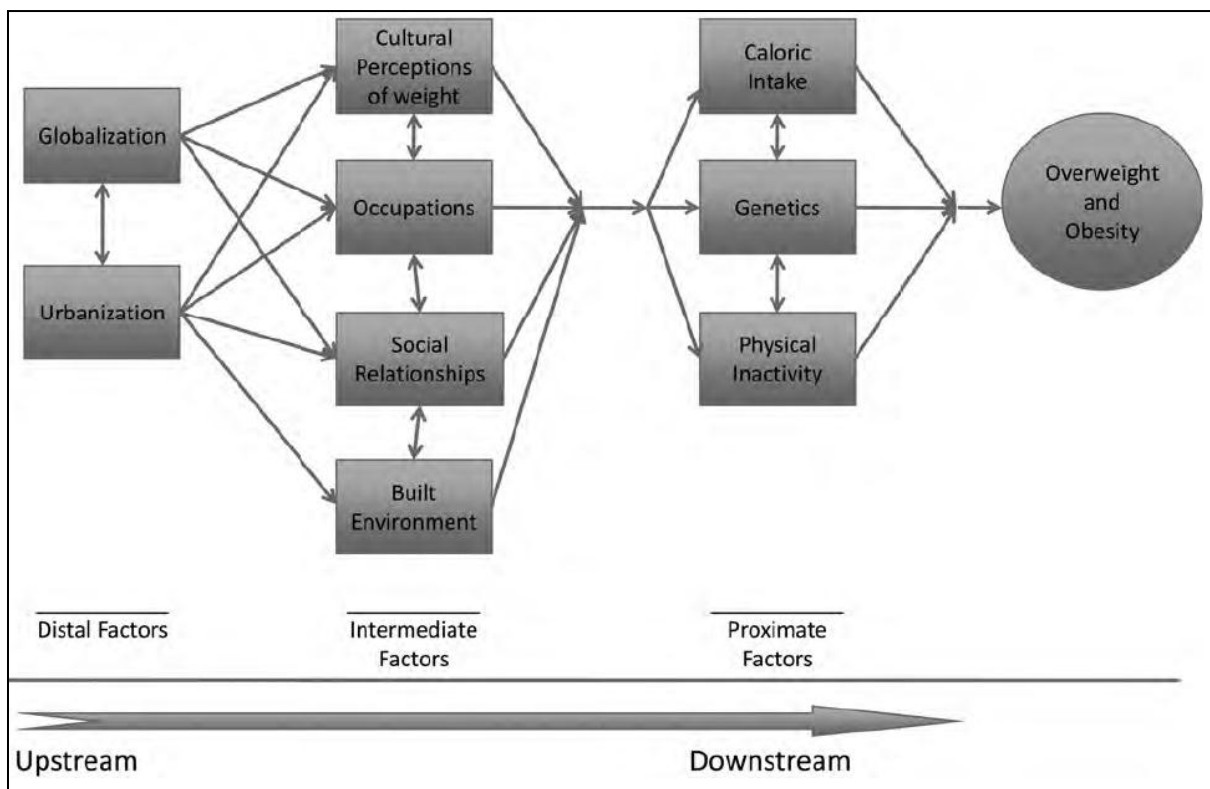 Globalization
Urbanization
Cultural
Perceptions
of weight
Occupations
Social
Relationships
Built
Environment
Caloric
Intake
Genetics
Physical
Inactivity
Overweight
and
Obesity
Distal Factors
Intermediate
Factors
Proximate
Factors
Upstream
Downstream